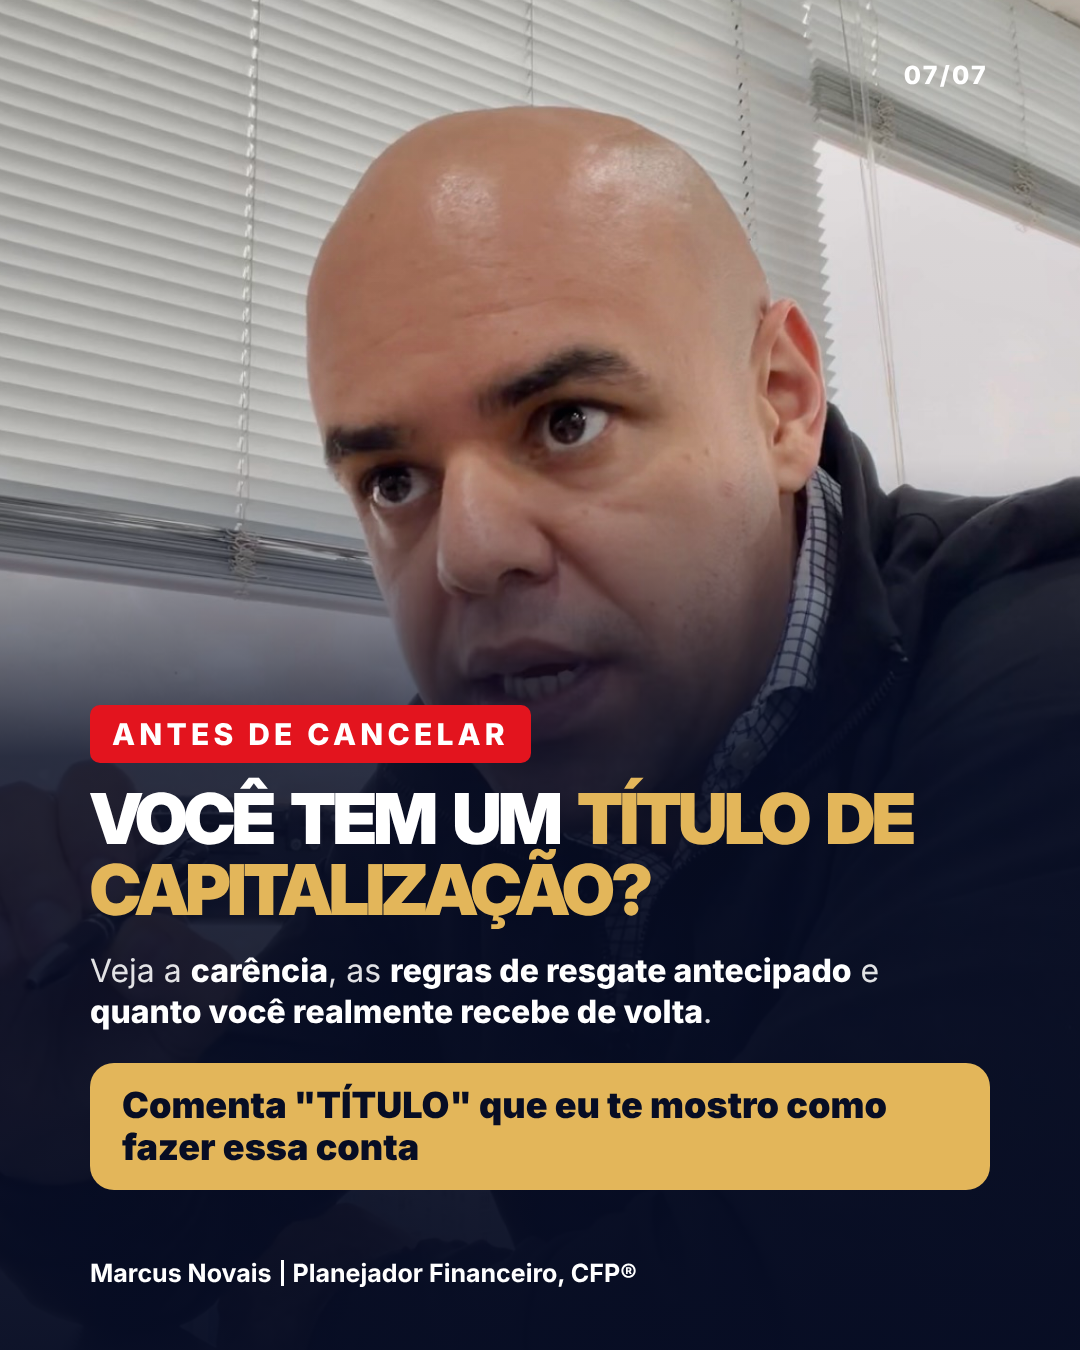 07/07
ANTES DE CANCELAR
VOCÊ TEM UM TÍTULO DE
CAPITALIZAÇÃO?
Veja a carência, as regras de resgate antecipado e
quanto você realmente recebe de volta.
Comenta "TÍTULO" que eu te mostro como
fazer essa conta
Marcus Novais | Planejador Financeiro, CFP®